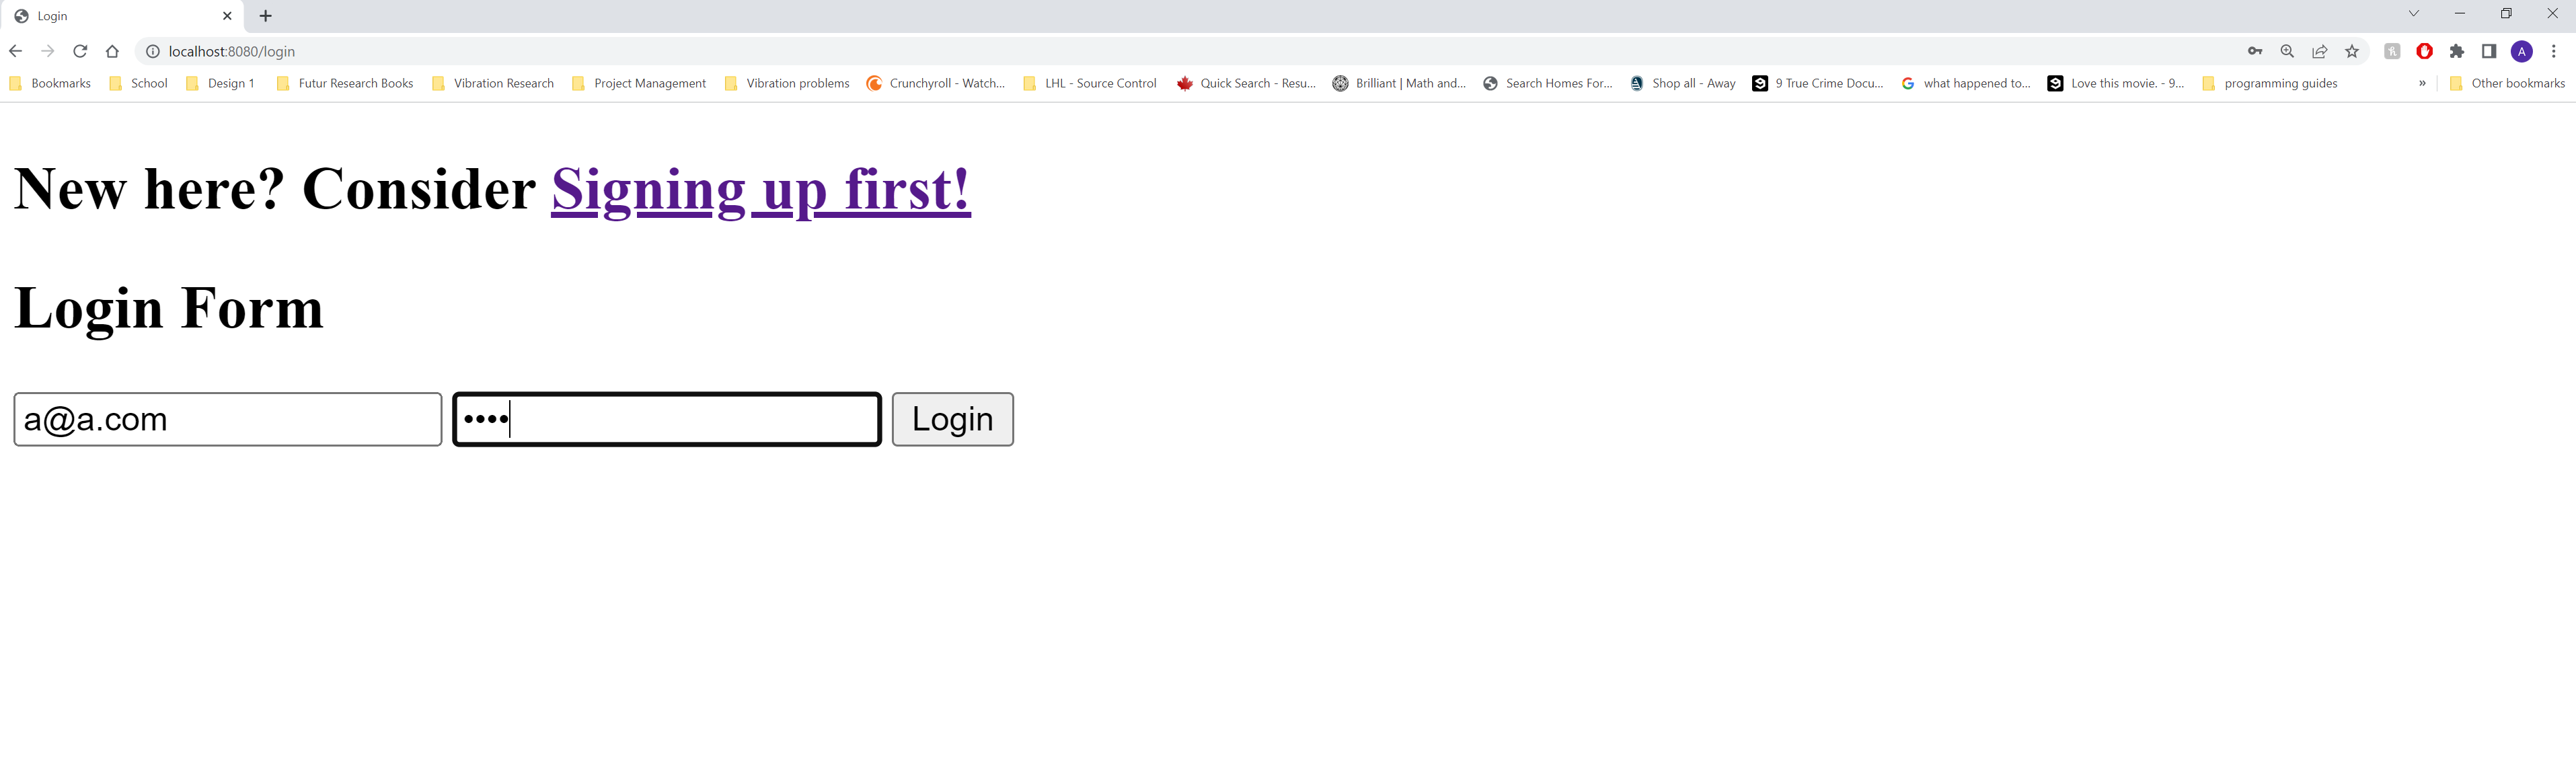 Login
localhost:8080/login
A
Bookmarks School Design 1 Futur Research Books Vibration Research Project Management Vibration problems Crunchyroll - Watch... LHL - Source Control Quick Search - Resu... Brilliant | Math and... Search Homes For... Shop all - Away 9 True Crime Docu... what happened to... Love this movie. - 9... programming guides » Other bookmarks
New here? Consider Signing up first!
Login Form
a@a.com •••• Login